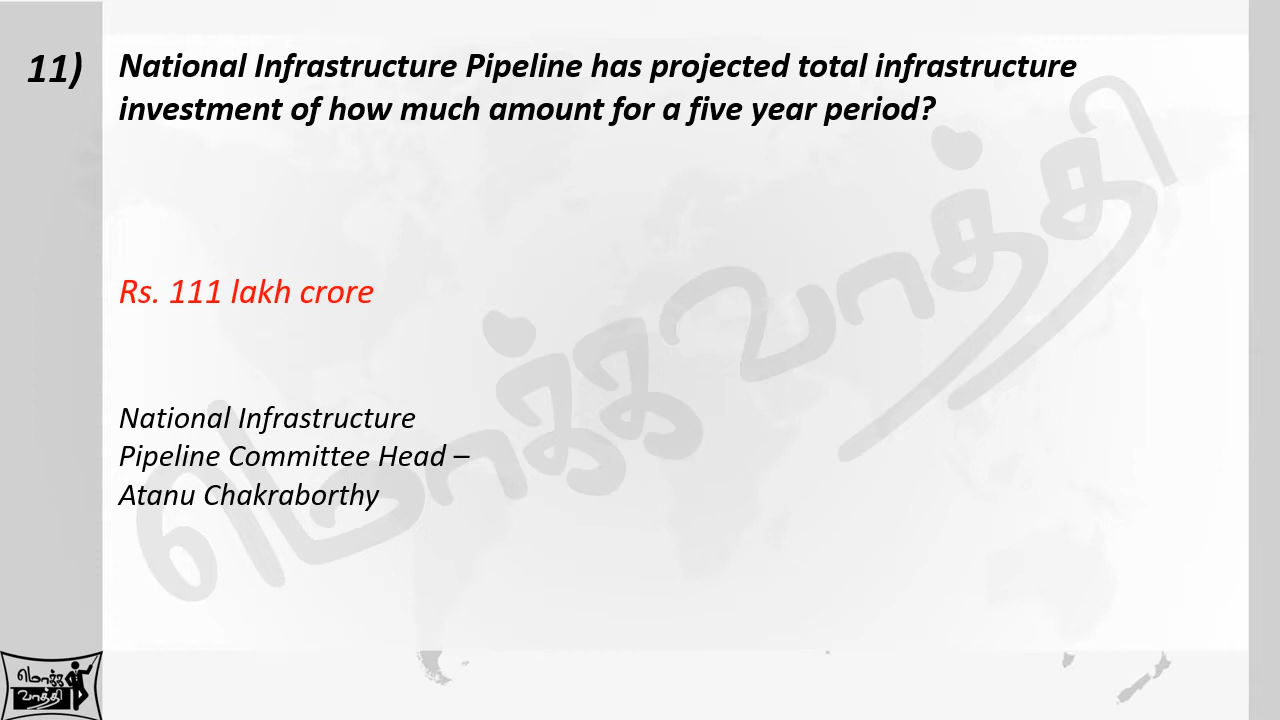 11)
National Infrastructure Pipeline has projected total infrastructure
investment of how much amount for a five year period?
Rs. 111 lakh crore
National Infrastructure
Pipeline Committee Head –
Atanu Chakraborthy
மொக்கவாத்தி
மொக்க
வாத்தி